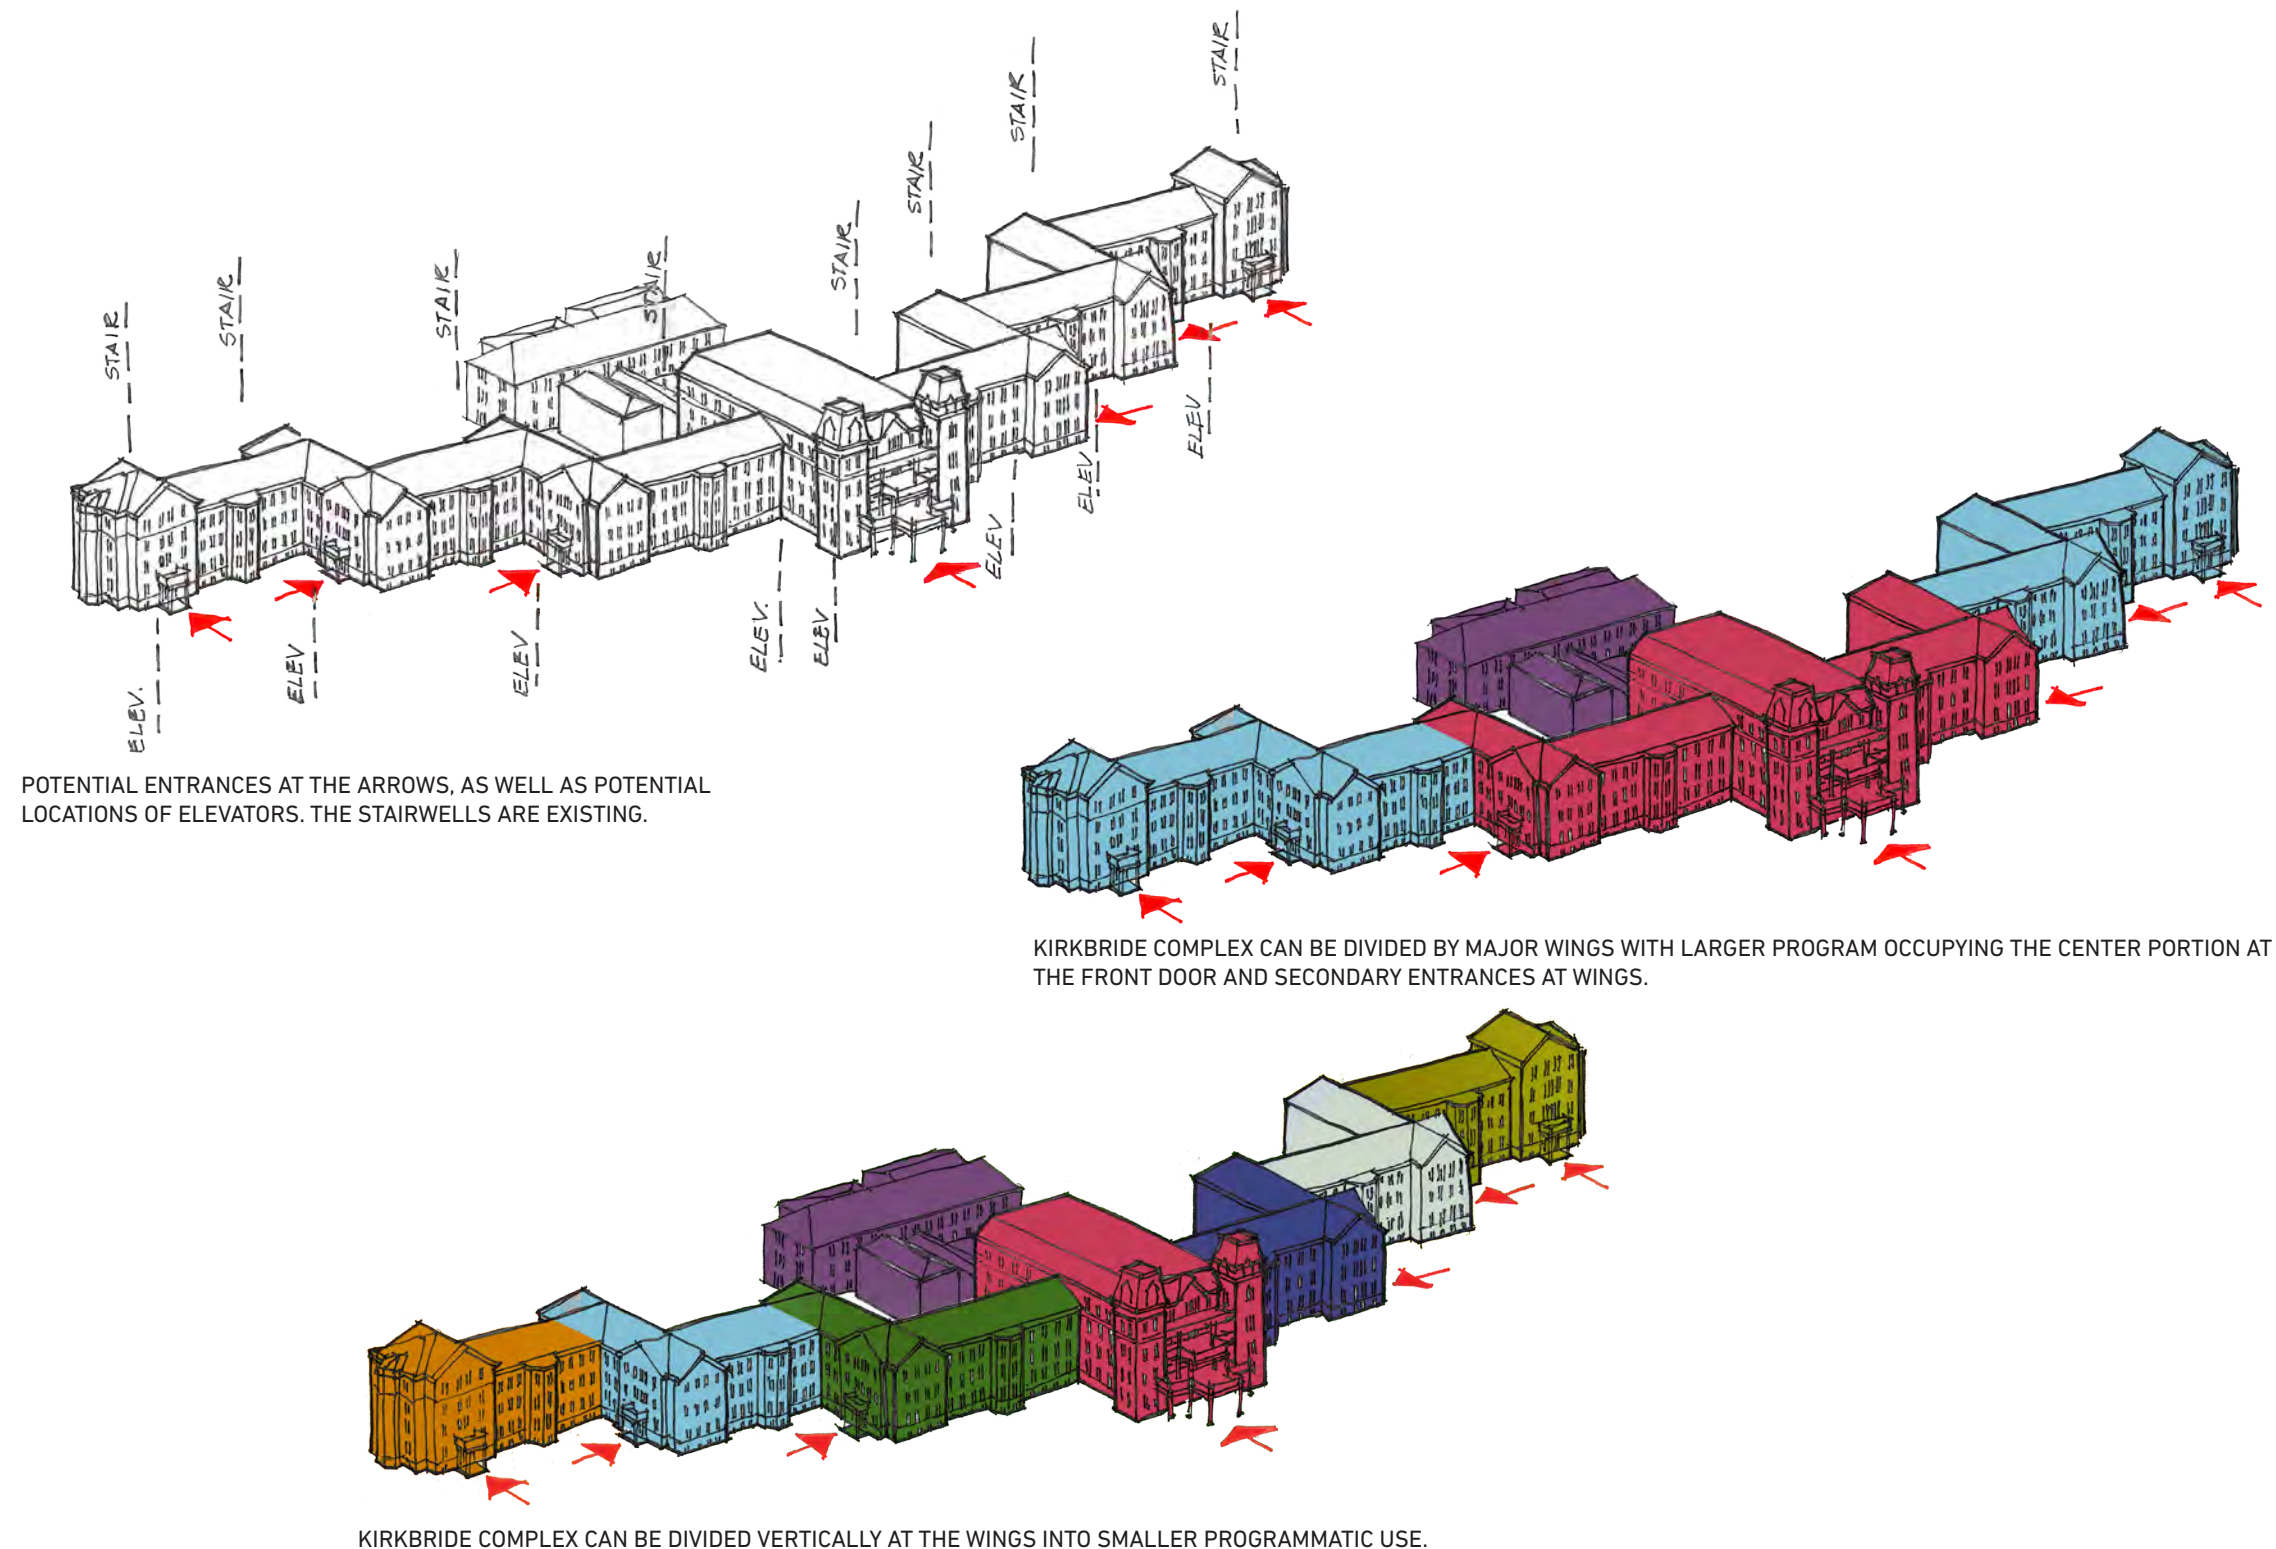 STAIR
STAIR
STAIR
STAIR
STAIR
STAIR
STAIR
STAIR
ELEV.
ELEV
ELEV
ELEV.
ELEV
ELEV
ELEV
ELEV
POTENTIAL ENTRANCES AT THE ARROWS, AS WELL AS POTENTIAL
LOCATIONS OF ELEVATORS. THE STAIRWELLS ARE EXISTING.
KIRKBRIDE COMPLEX CAN BE DIVIDED BY MAJOR WINGS WITH LARGER PROGRAM OCCUPYING THE CENTER PORTION AT
THE FRONT DOOR AND SECONDARY ENTRANCES AT WINGS.
KIRKBRIDE COMPLEX CAN BE DIVIDED VERTICALLY AT THE WINGS INTO SMALLER PROGRAMMATIC USE.